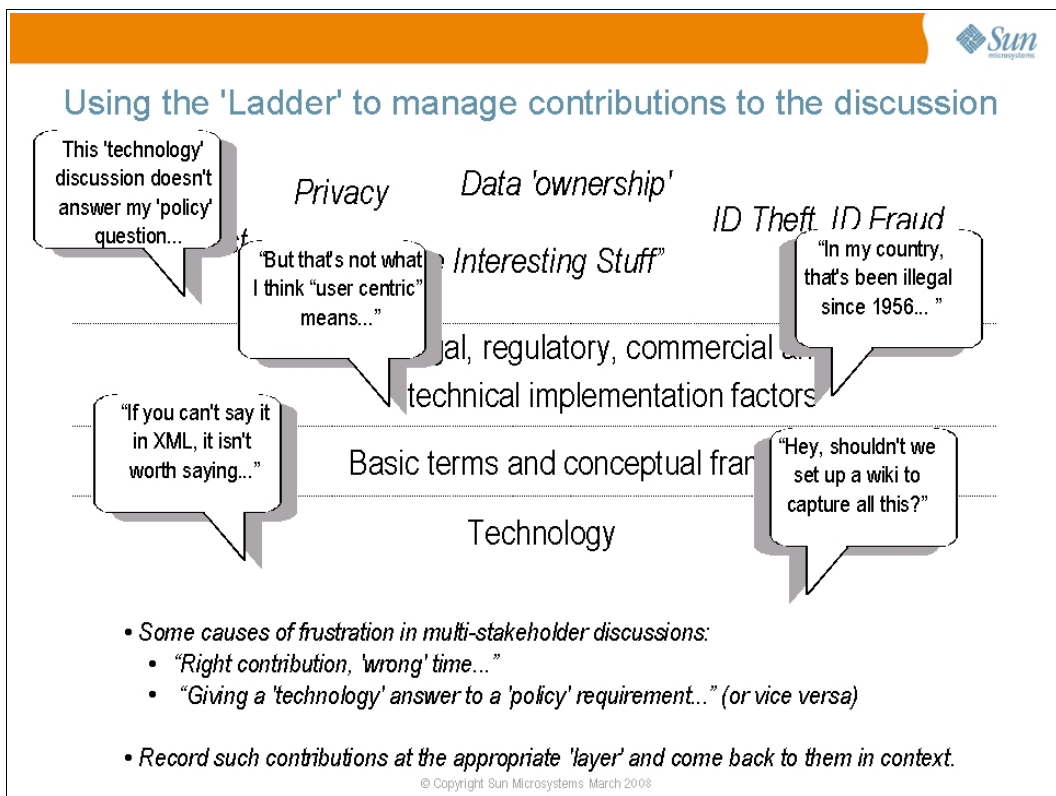 Sun
microsystems
Using the 'Ladder' to manage contributions to the discussion
This 'technology'
discussion doesn't
answer my 'policy'
question...
Privacy
Data 'ownership'
ID Theft, ID Fraud
“But that's not what
I think “user centric”
means...”
Interesting Stuff”
“In my country,
that's been illegal
since 1956... ”
regulatory, commercial
technical implementation factors
“If you can't say it
in XML, it isn't
worth saying...”
Basic terms and conceptual
“Hey, shouldn't we
set up a wiki to
capture all this?”
Technology
• Some causes of frustration in multi-stakeholder discussions:
• “Right contribution, 'wrong' time...”
• “Giving a 'technology' answer to a 'policy' requirement...” (or vice versa)
• Record such contributions at the appropriate 'layer' and come back to them in context.
© Copyright Sun Microsystems March 2008